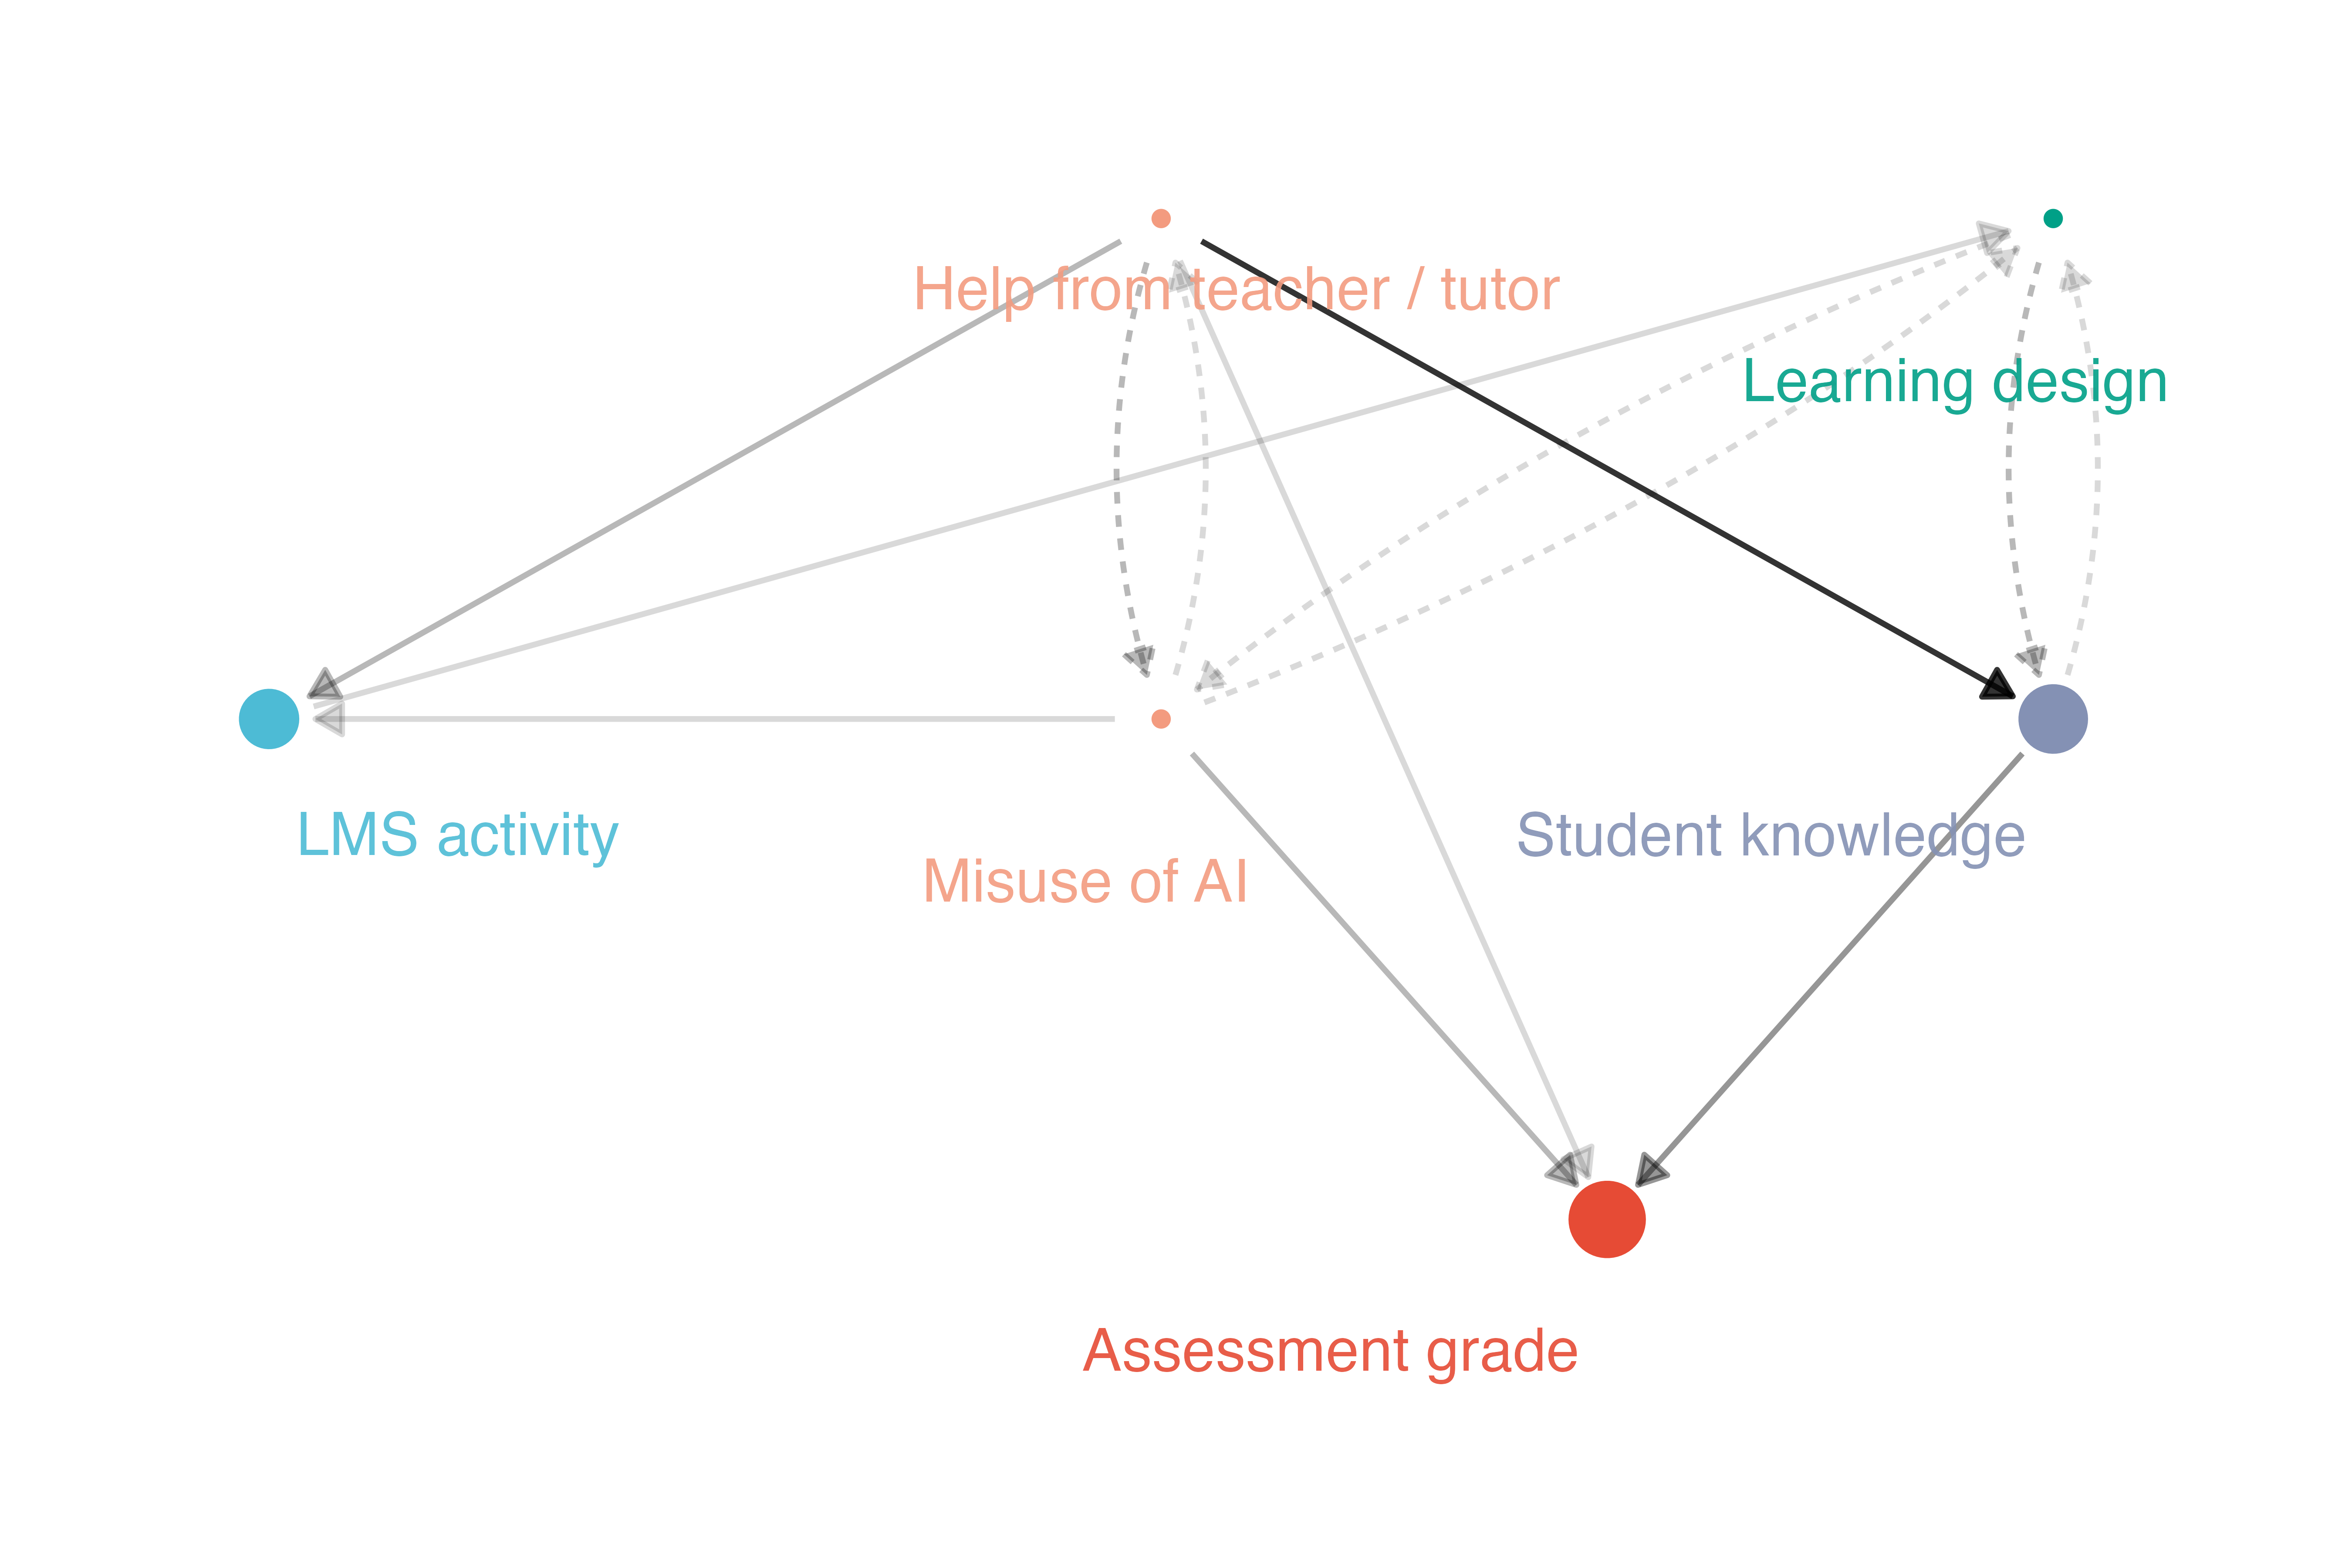 Help from teacher / tutor
Learning design
LMS activity
Student knowledge
Misuse of AI
Assessment grade